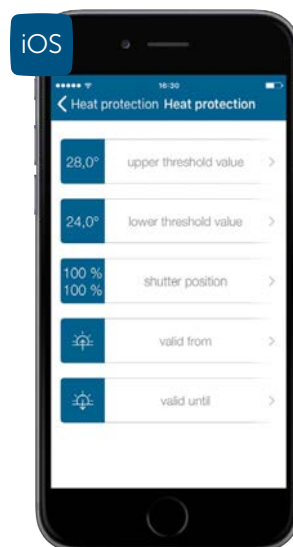 iOS
16:30
Heat protection Heat protection
28,0° upper threshold value
24,0° lower threshold value
100 %
100 % shutter position
valid from
valid until